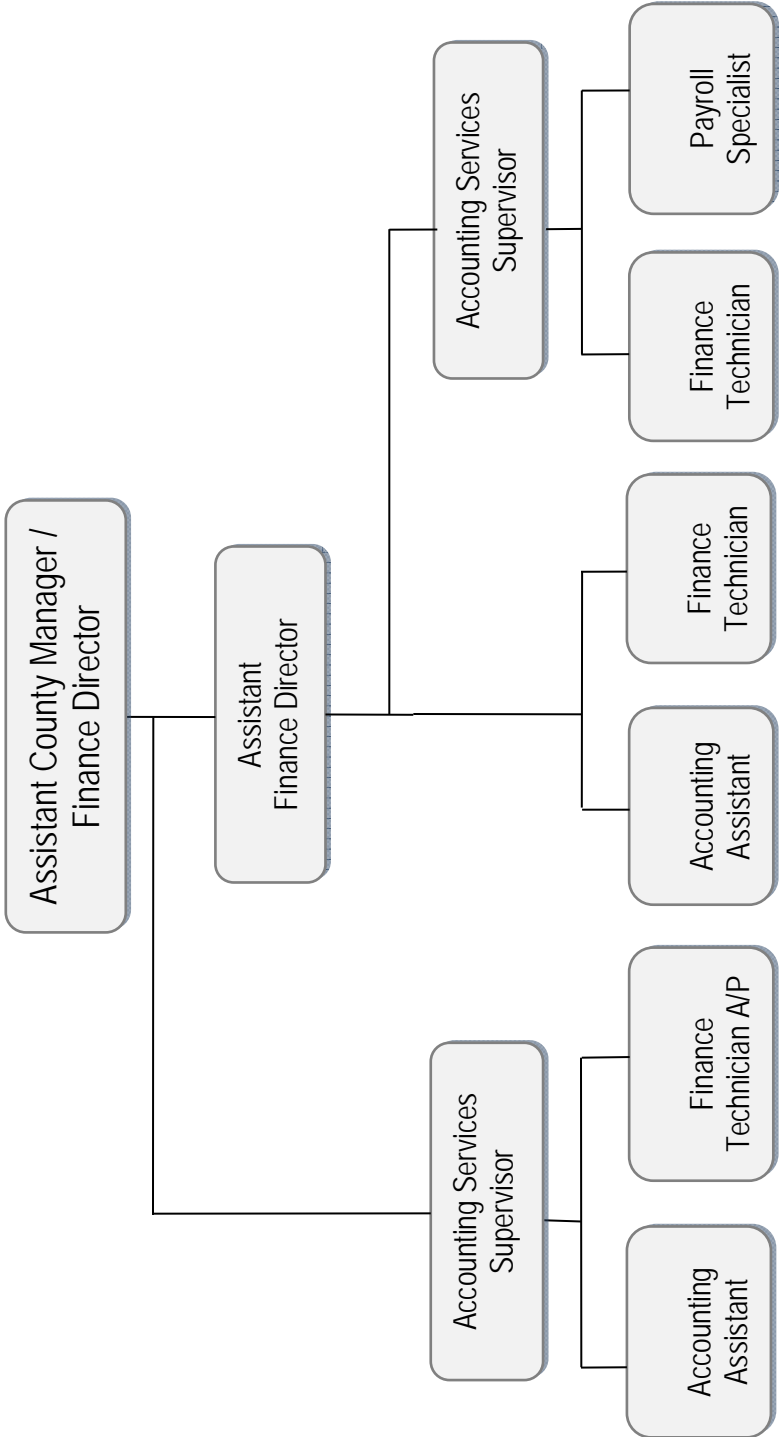 Assistant County Manager /
Finance Director
Assistant
Finance Director
Accounting Services
Supervisor
Accounting Services
Supervisor
Accounting
Assistant
Finance
Technician A/P
Accounting
Assistant
Finance
Technician
Finance
Technician
Payroll
Specialist